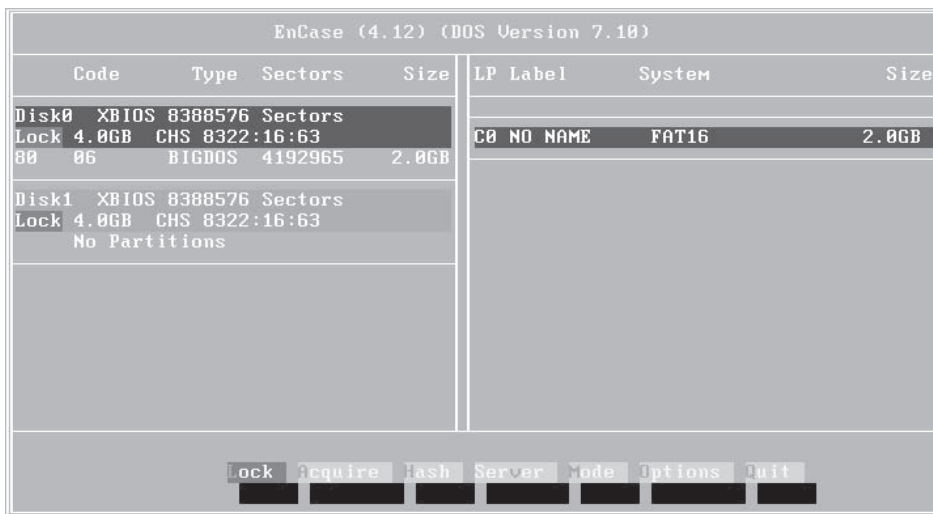 EnCase (4.12) (DOS Version 7.10)
Code Type Sectors Size
Disk0 XBIOS 8388576 Sectors
Lock 4.0GB CHS 8322:16:63
80 06 BIGDOS 4192965 2.0GB
Disk1 XBIOS 8388576 Sectors
Lock 4.0GB CHS 8322:16:63
No Partitions
LP Label System Size
C0 NO NAME FAT16 2.0GB
Lock Acquire Hash Server Mode Options Quit